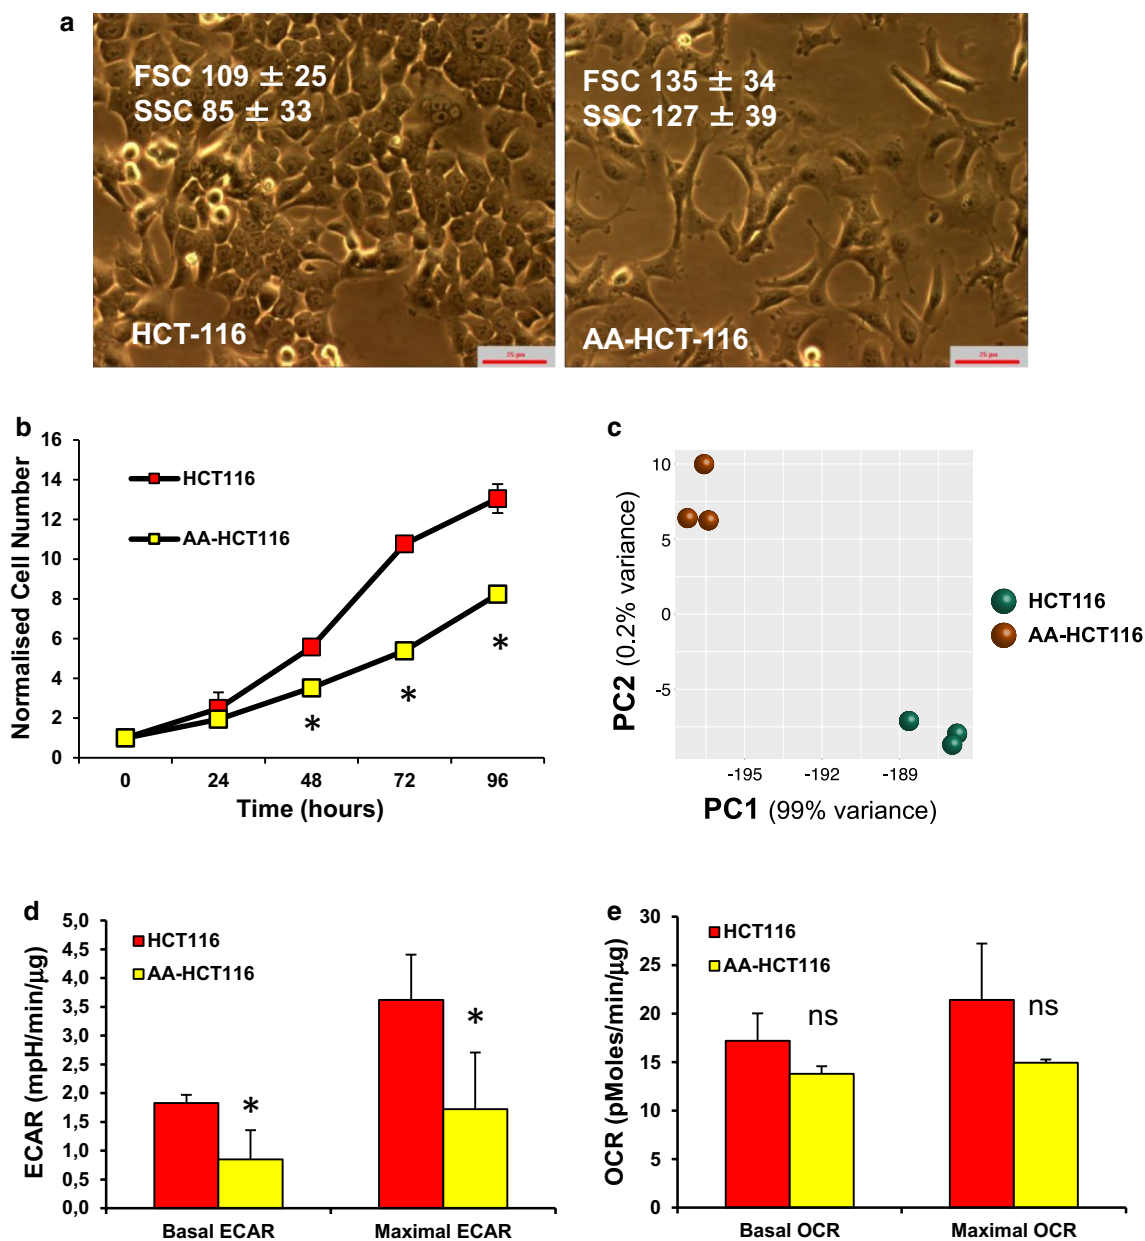 a
FSC 109 ± 25
SSC 85 ± 33
HCT-116
25 μm
FSC 135 ± 34
SSC 127 ± 39
AA-HCT-116
25 μm
b
Normalised Cell Number
16
14
12
10
8
6
4
2
0
HCT116
AA-HCT116
*
*
*
0 24 48 72 96
Time (hours)
c
PC2 (0.2% variance)
10
5
0
-5
-195 -192 -189
PC1 (99% variance)
HCT116
AA-HCT116
d
ECAR (mpH/min/μg)
5,0
4,5
4,0
3,5
3,0
2,5
2,0
1,5
1,0
0,5
0,0
HCT116
AA-HCT116
*
*
Basal ECAR Maximal ECAR
e
OCR (pMoles/min/μg)
30
25
20
15
10
5
0
HCT116
AA-HCT116
ns
ns
Basal OCR Maximal OCR